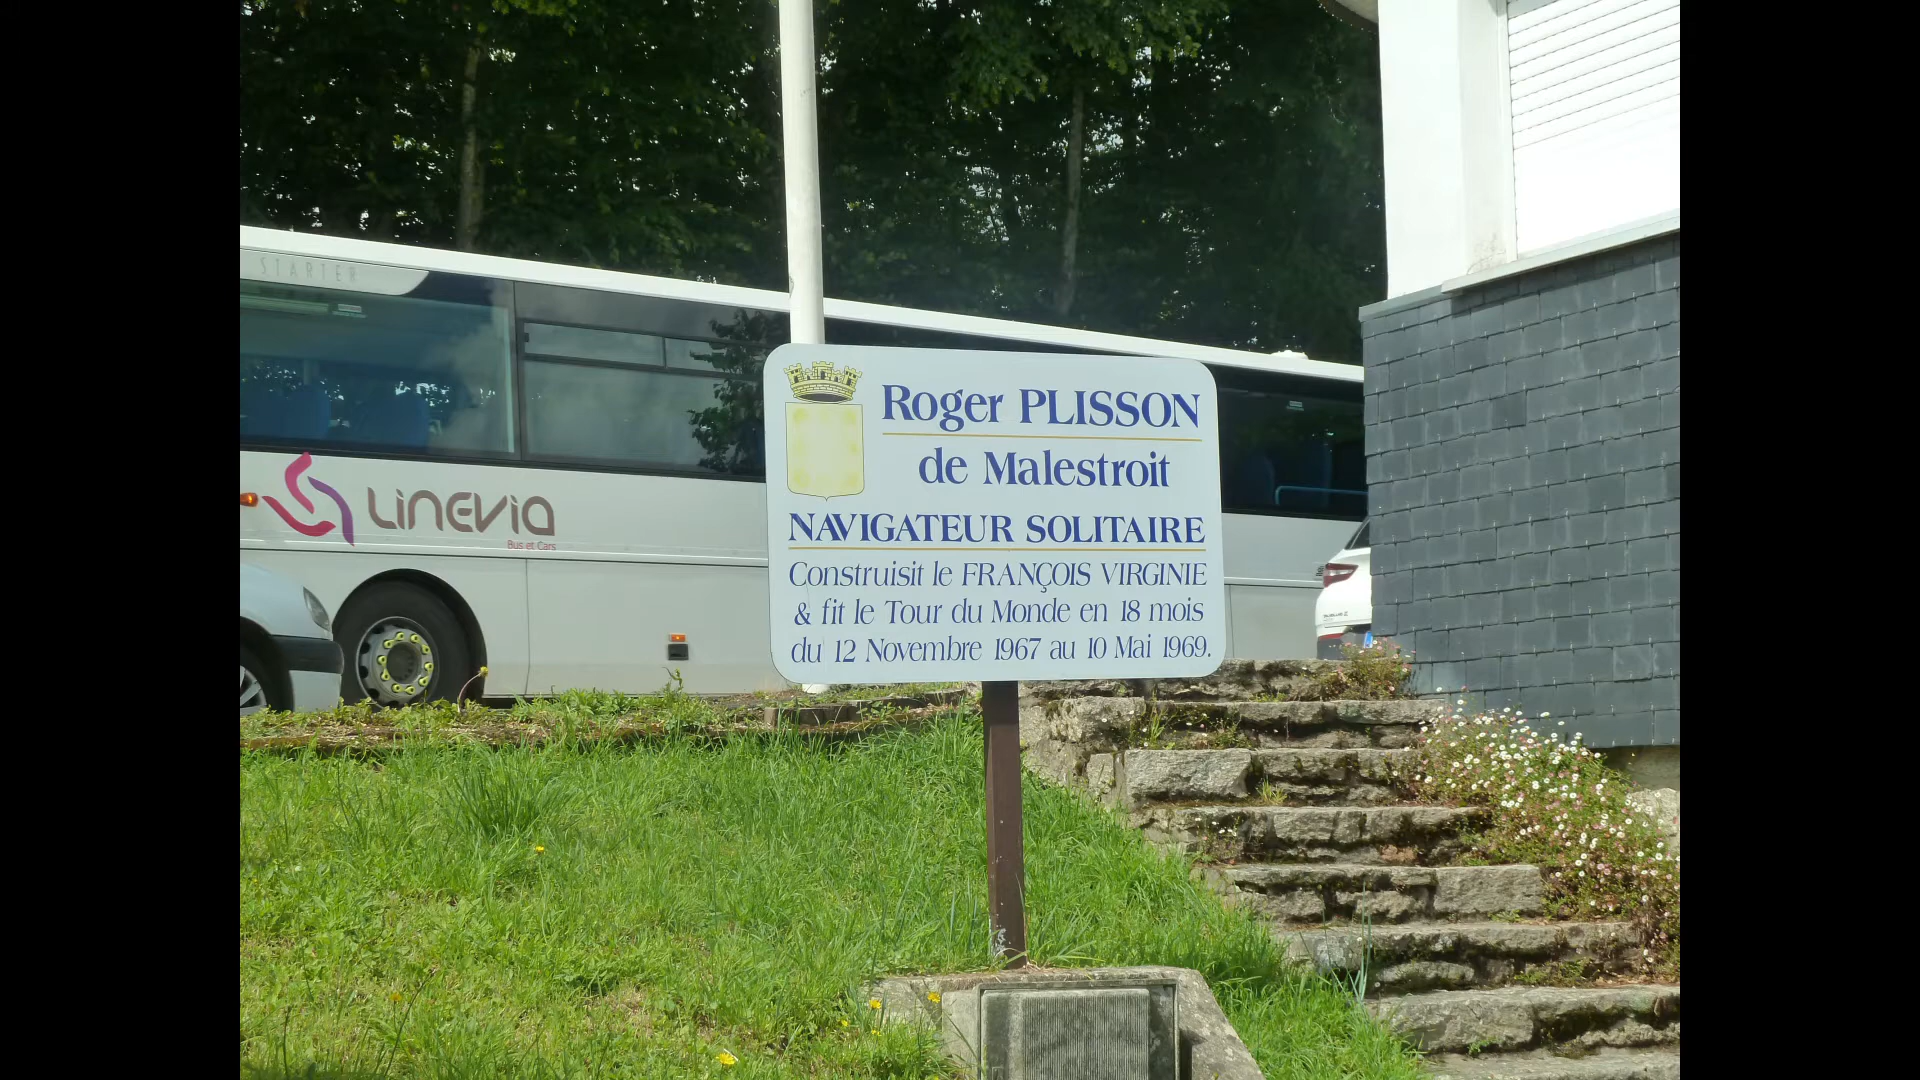 STARTER
LINEVIA
Bus et Cars
Roger PLISSON
de Malestroit
NAVIGATEUR SOLITAIRE
Construisit le FRANÇOIS VIRGINIE
& fit le Tour du Monde en 18 mois
du 12 Novembre 1967 au 10 Mai 1969.